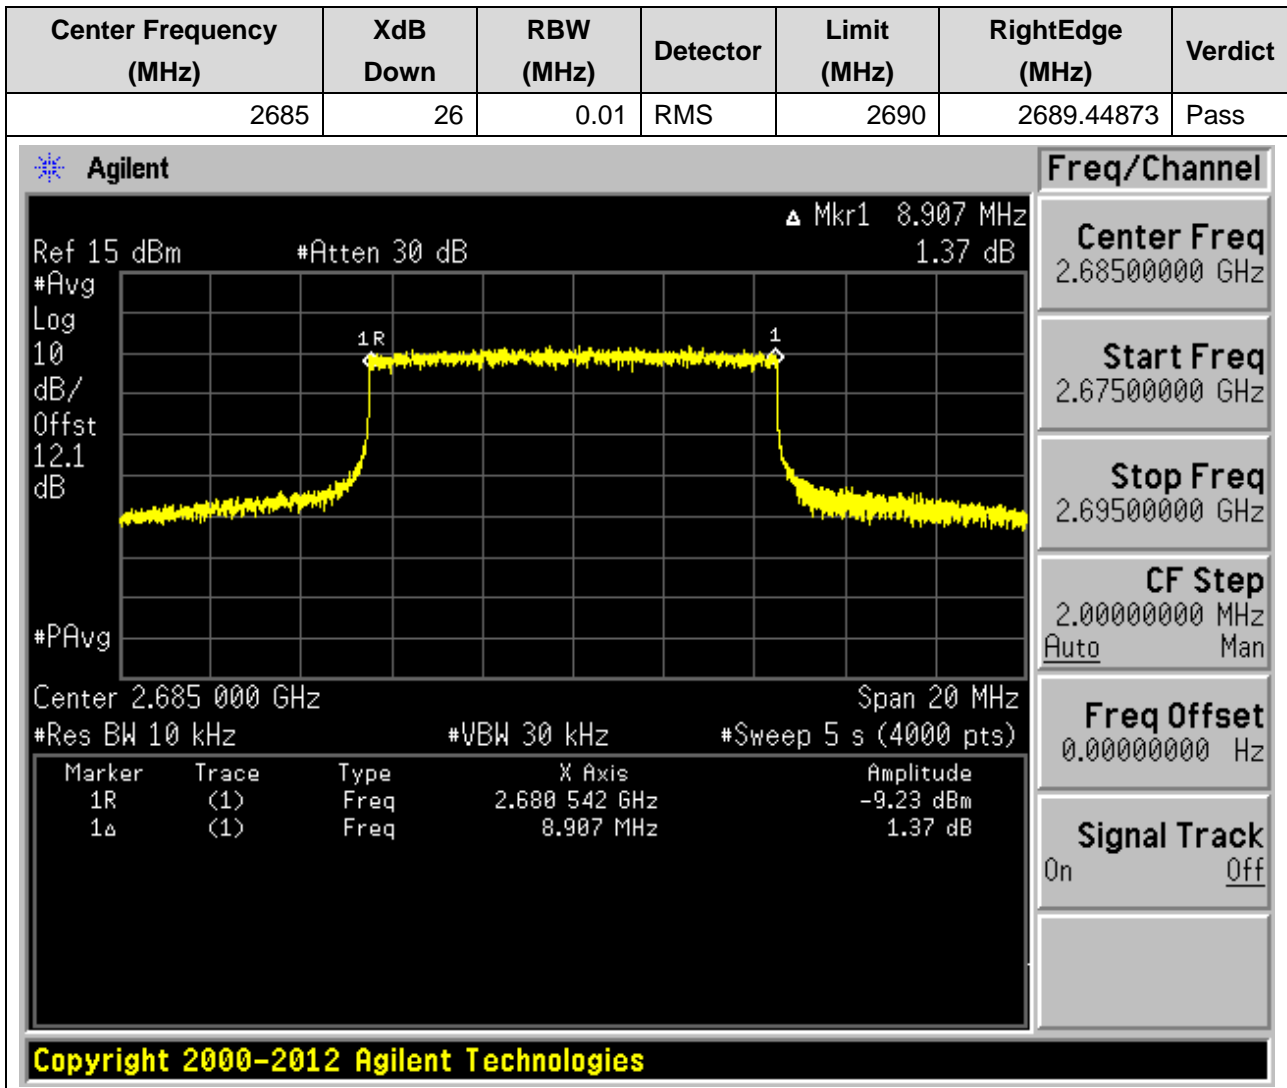 Center Frequency (MHz) XdB Down RBW (MHz) Detector Limit (MHz) RightEdge (MHz) Verdict
2685 26 0.01 RMS 2690 2689.44873 Pass
Agilent
Freq/Channel
Δ Mkr1 8.907 MHz
Ref 15 dBm #Atten 30 dB 1.37 dB
#Avg
Log
10
dB/
Offst
12.1
dB
#PAvg
1R
1
Center 2.685 000 GHz Span 20 MHz
#Res BW 10 kHz #VBW 30 kHz #Sweep 5 s (4000 pts)
Marker Trace Type X Axis Amplitude
1R (1) Freq 2.680 542 GHz -9.23 dBm
1Δ (1) Freq 8.907 MHz 1.37 dB
Center Freq
2.68500000 GHz
Start Freq
2.67500000 GHz
Stop Freq
2.69500000 GHz
CF Step
2.00000000 MHz
Auto Man
Freq Offset
0.00000000 Hz
Signal Track
On Off
Copyright 2000-2012 Agilent Technologies